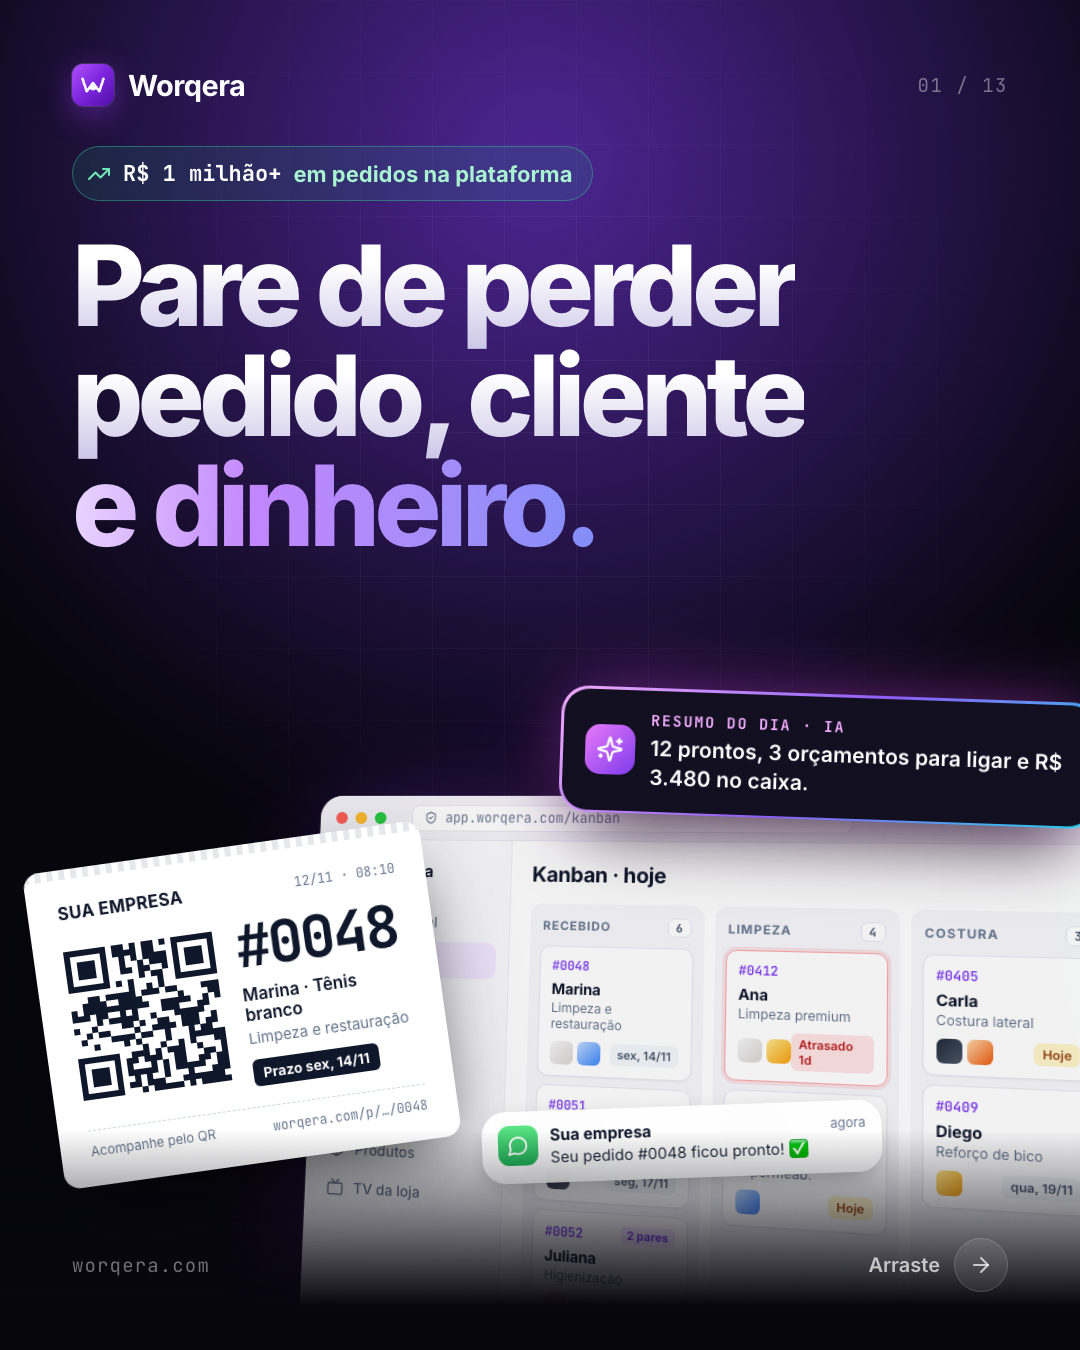 Worqera
01 / 13
R$ 1 milhão+ em pedidos na plataforma
Pare de perder
pedido, cliente
e dinheiro.
RESUMO DO DIA · IA
12 prontos, 3 orçamentos para ligar e R$
3.480 no caixa.
app.worqera.com/kanban
12/11 · 08:10
SUA EMPRESA
#0048
Marina · Tênis
branco
Limpeza e restauração
Prazo sex, 14/11
Acompanhe pelo QR
worqera.com/p/…/0048
Kanban · hoje
RECEBIDO 6
#0048
Marina
Limpeza e
restauração
sex, 14/11
#0051
seg, 17/11
#0052 2 pares
Juliana
Higienização
LIMPEZA 4
#0412
Ana
Limpeza premium
Atrasado
1d
Hoje
COSTURA 3
#0405
Carla
Costura lateral
Hoje
#0409
Diego
Reforço de bico
qua, 19/11
Sua empresa agora
Seu pedido #0048 ficou pronto! ✅
Produtos
TV da loja
worqera.com
Arraste